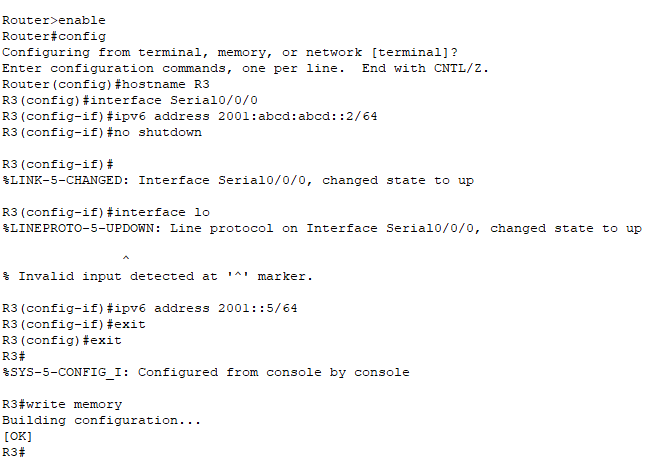 Router>enable
Router#config
Configuring from terminal, memory, or network [terminal]?
Enter configuration commands, one per line.  End with CNTL/Z.
Router(config)#hostname R3
R3(config)#interface Serial0/0/0
R3(config-if)#ipv6 address 2001:abcd:abcd::2/64
R3(config-if)#no shutdown
R3(config-if)#
%LINK-5-CHANGED: Interface Serial0/0/0, changed state to up
R3(config-if)#interface lo
%LINEPROTO-5-UPDOWN: Line protocol on Interface Serial0/0/0, changed state to up
^
% Invalid input detected at '^' marker.
R3(config-if)#ipv6 address 2001::5/64
R3(config-if)#exit
R3(config)#exit
R3#
%SYS-5-CONFIG_I: Configured from console by console
R3#write memory
Building configuration...
[OK]
R3#